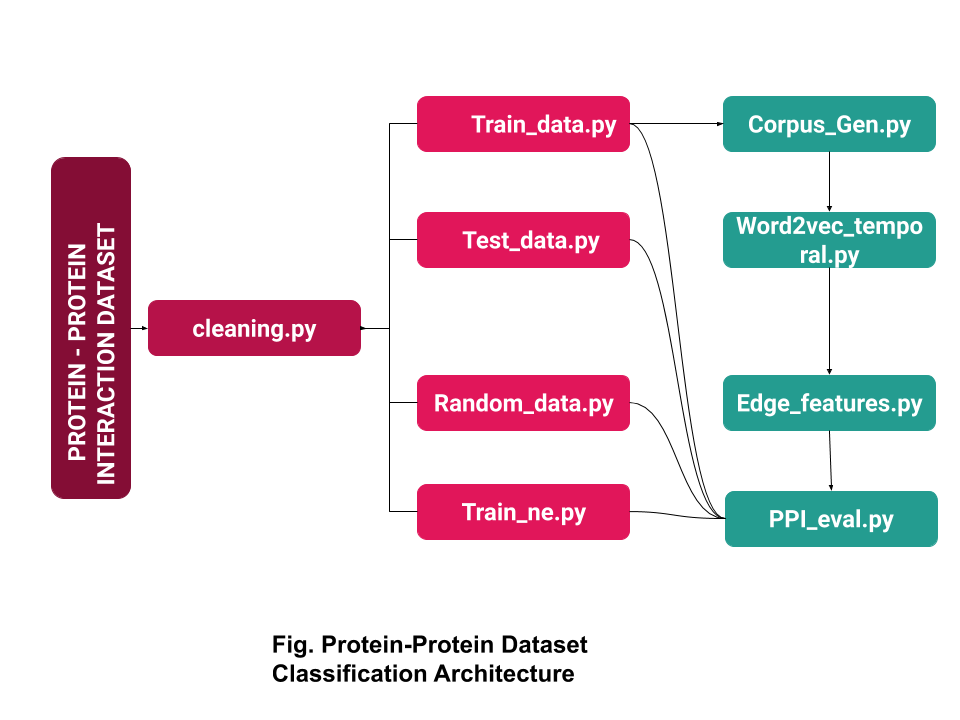 PROTEIN - PROTEIN
INTERACTION DATASET
cleaning.py
Train_data.py
Test_data.py
Random_data.py
Train_ne.py
Corpus_Gen.py
Word2vec_tempo
ral.py
Edge_features.py
PPI_eval.py
Fig. Protein-Protein Dataset
Classification Architecture